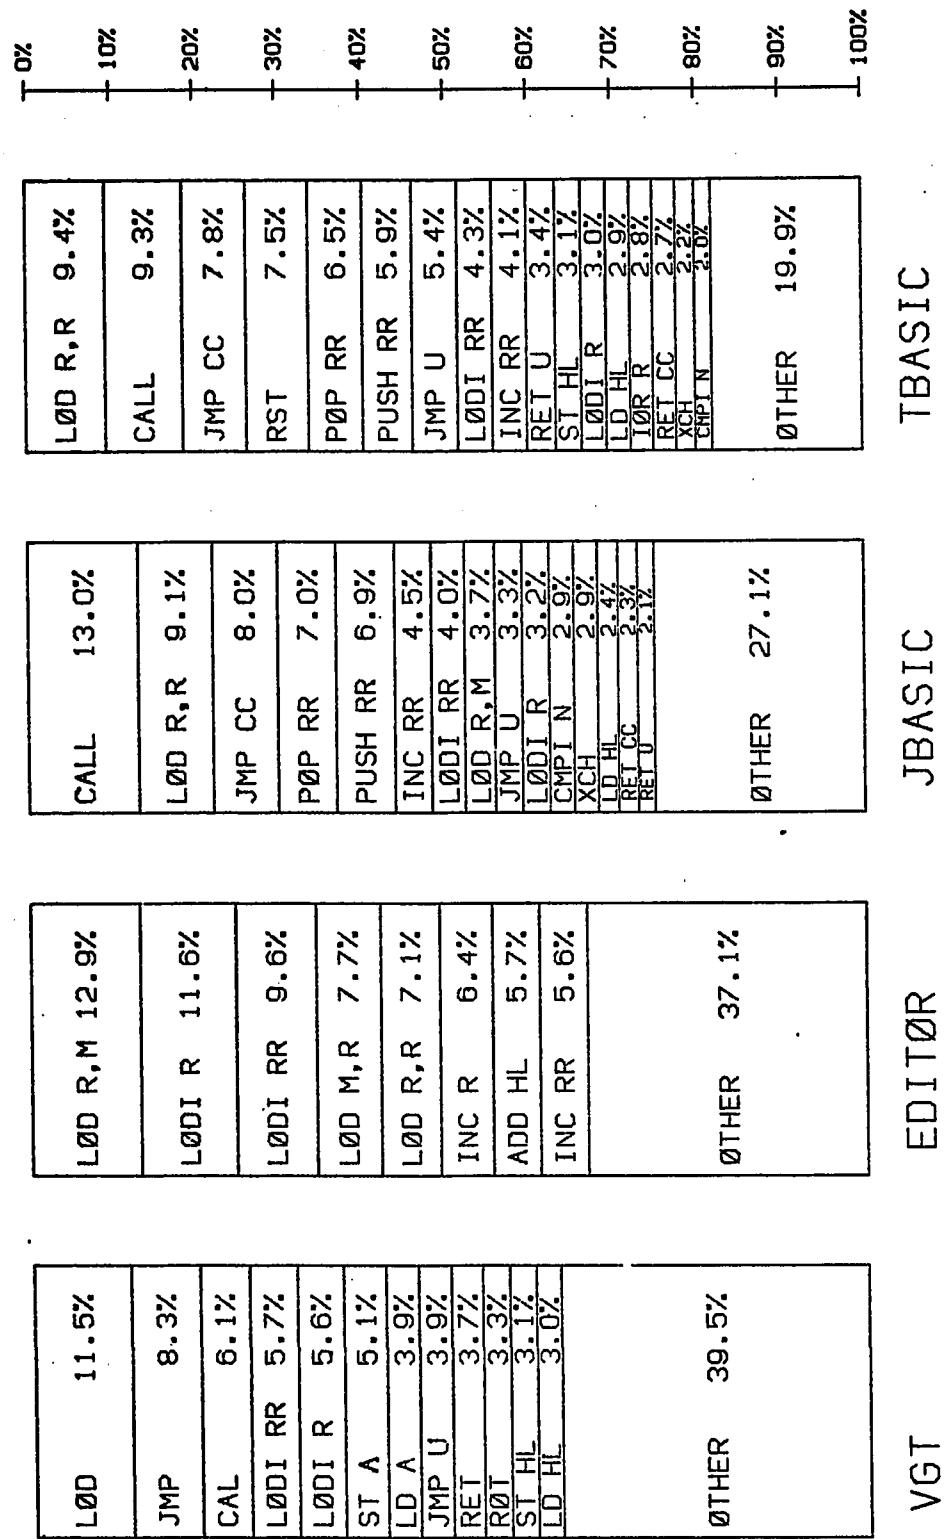 0%
10%
20%
30%
40%
50%
60%
70%
80%
90%
100%
LØD R,R 9.4%
CALL 9.3%
JMP CC 7.8%
RST 7.5%
PØP RR 6.5%
PUSH RR 5.9%
JMP U 5.4%
LØDI RR 4.3%
INC RR 4.1%
RET U 3.4%
ST HL 3.1%
LØDI R 3.0%
LD HL 2.9%
IØR R 2.8%
RET CC 2.7%
XCH 2.2%
CMPI N 2.0%
ØTHER 19.9%
TBASIC
CALL 13.0%
LØD R,R 9.1%
JMP CC 8.0%
PØP RR 7.0%
PUSH RR 6.9%
INC RR 4.5%
LØDI RR 4.0%
LØD R,M 3.7%
JMP U 3.3%
LØDI R 3.2%
CMPI N 2.9%
XCH 2.9%
LD HL 2.4%
RET CC 2.3%
RET U 2.1%
ØTHER 27.1%
JBASIC
LØD R,M 12.9%
LØDI R 11.6%
LØDI RR 9.6%
LØD M,R 7.7%
LØD R,R 7.1%
INC R 6.4%
ADD HL 5.7%
INC RR 5.6%
ØTHER 37.1%
EDITØR
LØD 11.5%
JMP 8.3%
CAL 6.1%
LØDI RR 5.7%
LØDI R 5.6%
ST A 5.1%
LD A 3.9%
JMP U 3.9%
RET 3.7%
RØT 3.3%
ST HL 3.1%
LD HL 3.0%
ØTHER 39.5%
VGT